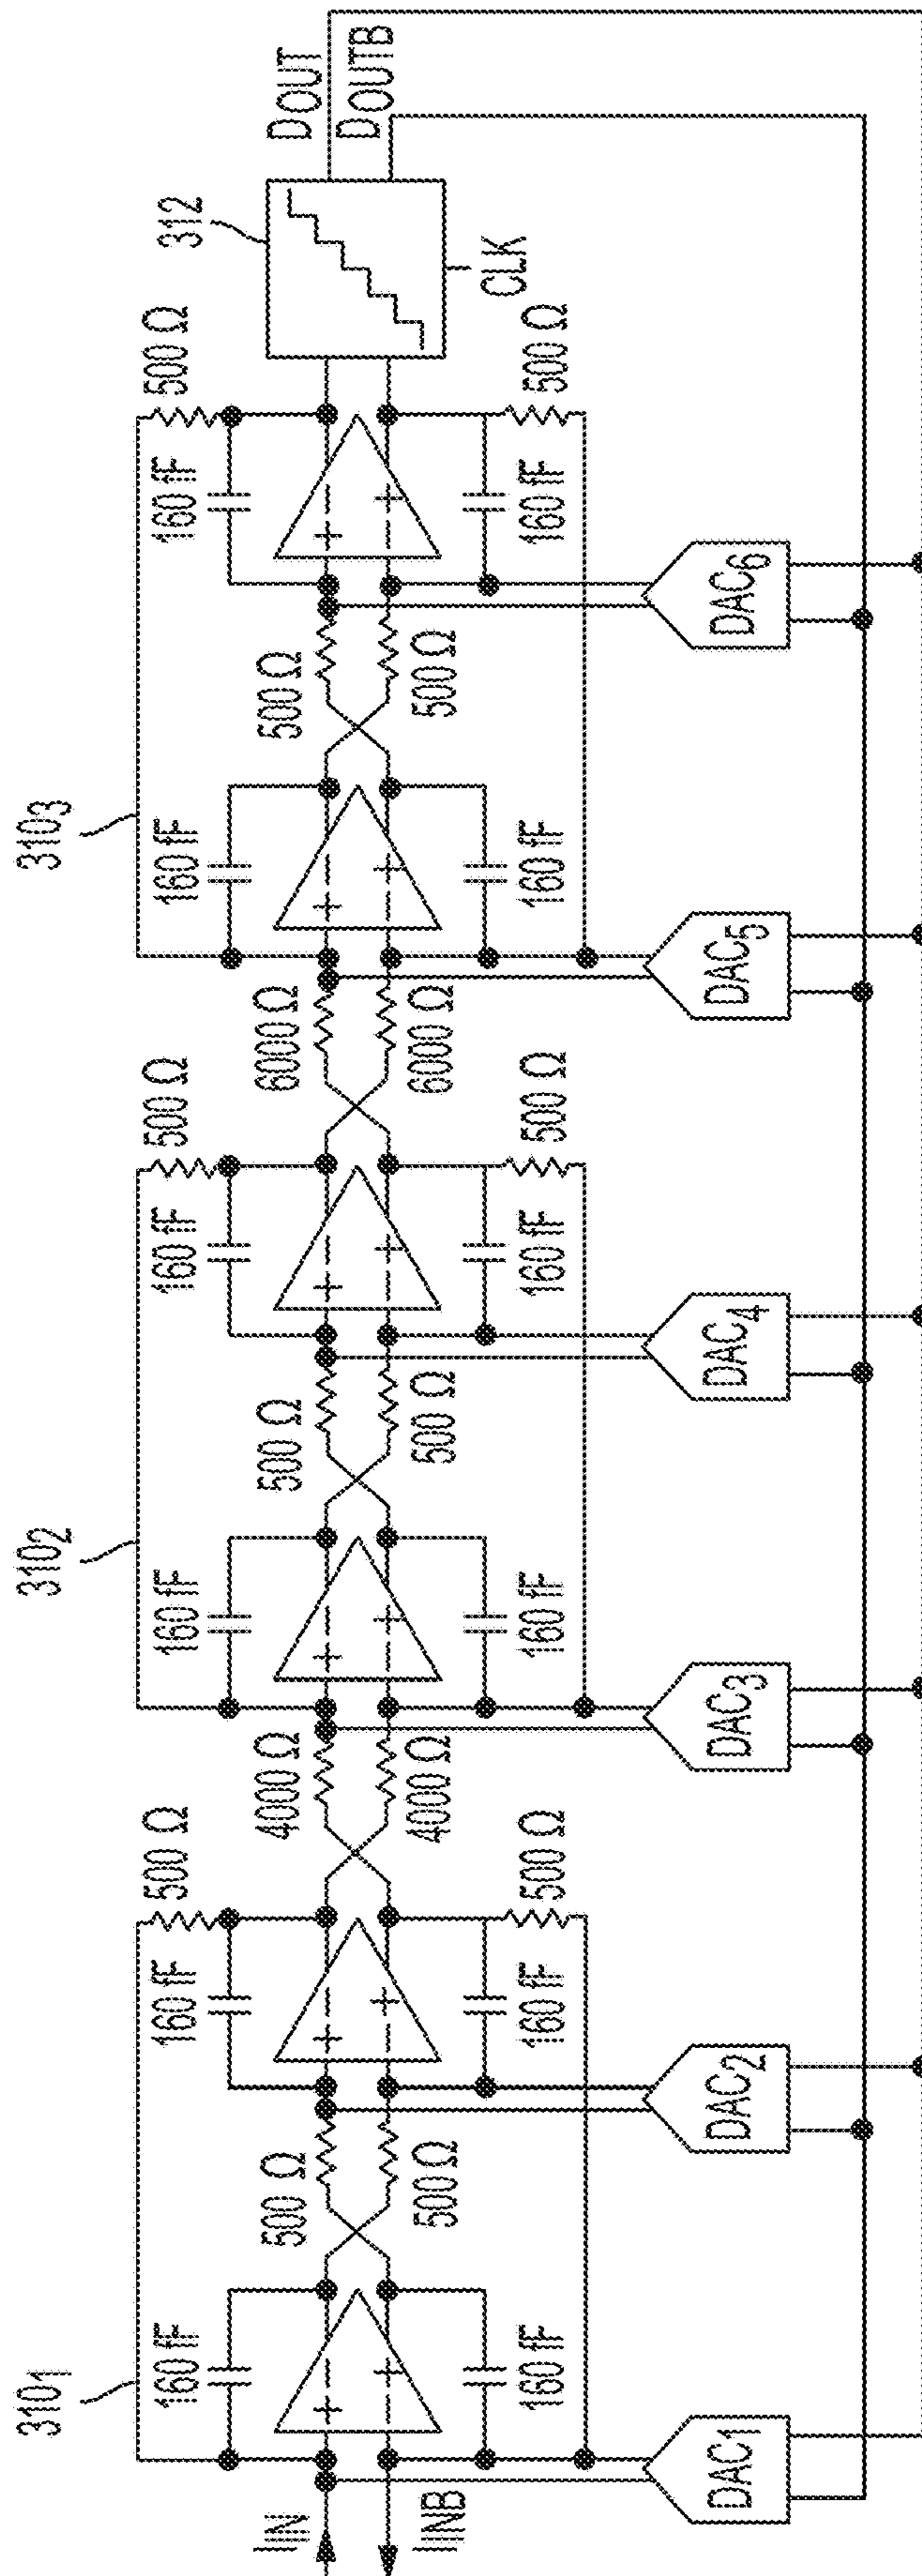 310₁
310₂
310₃
160 fF
500 Ω
160 fF
160 fF
500 Ω
160 fF
160 fF
500 Ω
160 fF
312
DOUT
DOUTB
IIN
+ −
+ −
4000 Ω
+ −
+ −
6000 Ω
+ −
+ −
500 Ω
500 Ω
500 Ω
− +
− +
4000 Ω
− +
− +
6000 Ω
− +
− +
IINB
500 Ω
500 Ω
500 Ω
CLK
160 fF
160 fF
500 Ω
160 fF
160 fF
500 Ω
160 fF
160 fF
500 Ω
DAC₁
DAC₂
DAC₃
DAC₄
DAC₅
DAC₆